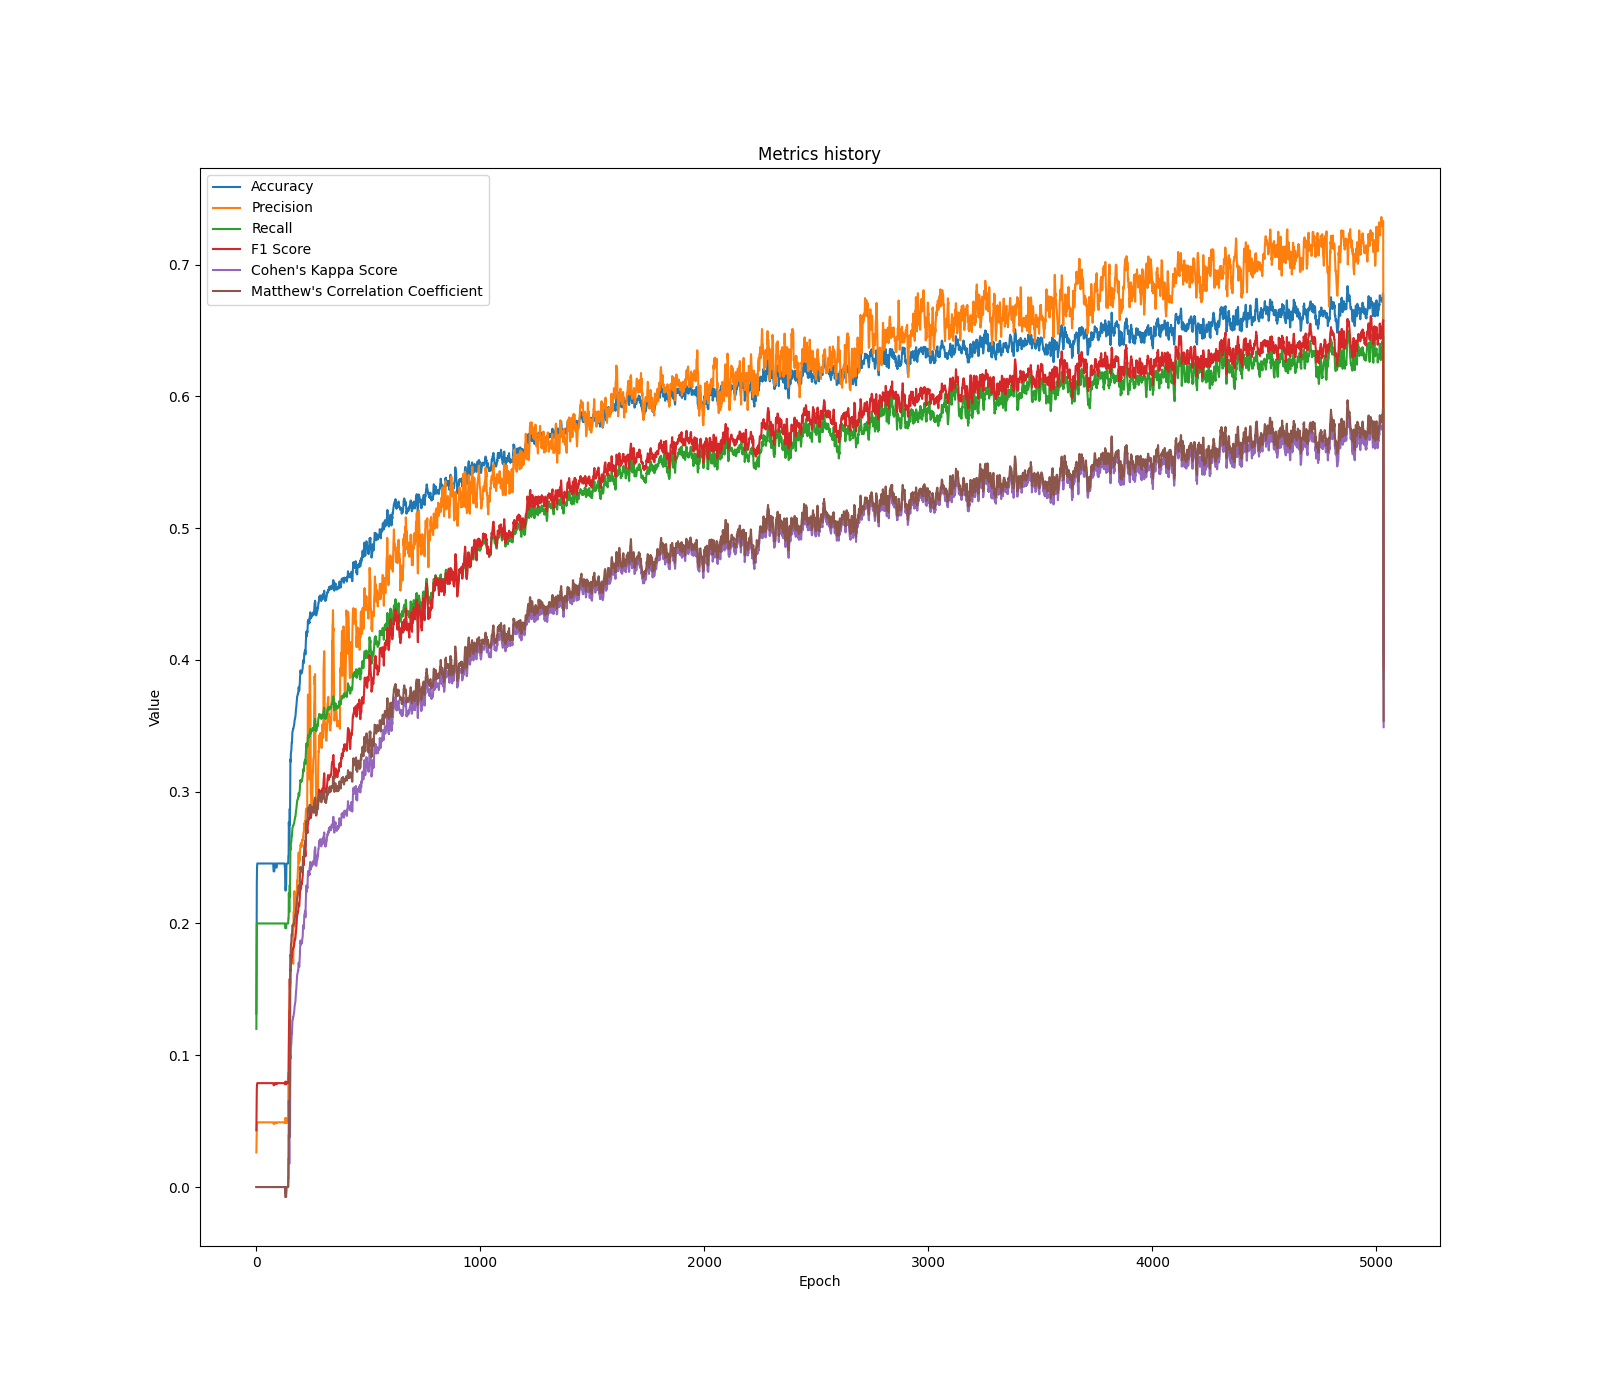 Metrics history
Accuracy
Precision
Recall
F1 Score
Cohen's Kappa Score
Matthew's Correlation Coefficient
0.7
0.6
0.5
0.4
0.3
0.2
0.1
0.0
Value
0 1000 2000 3000 4000 5000
Epoch